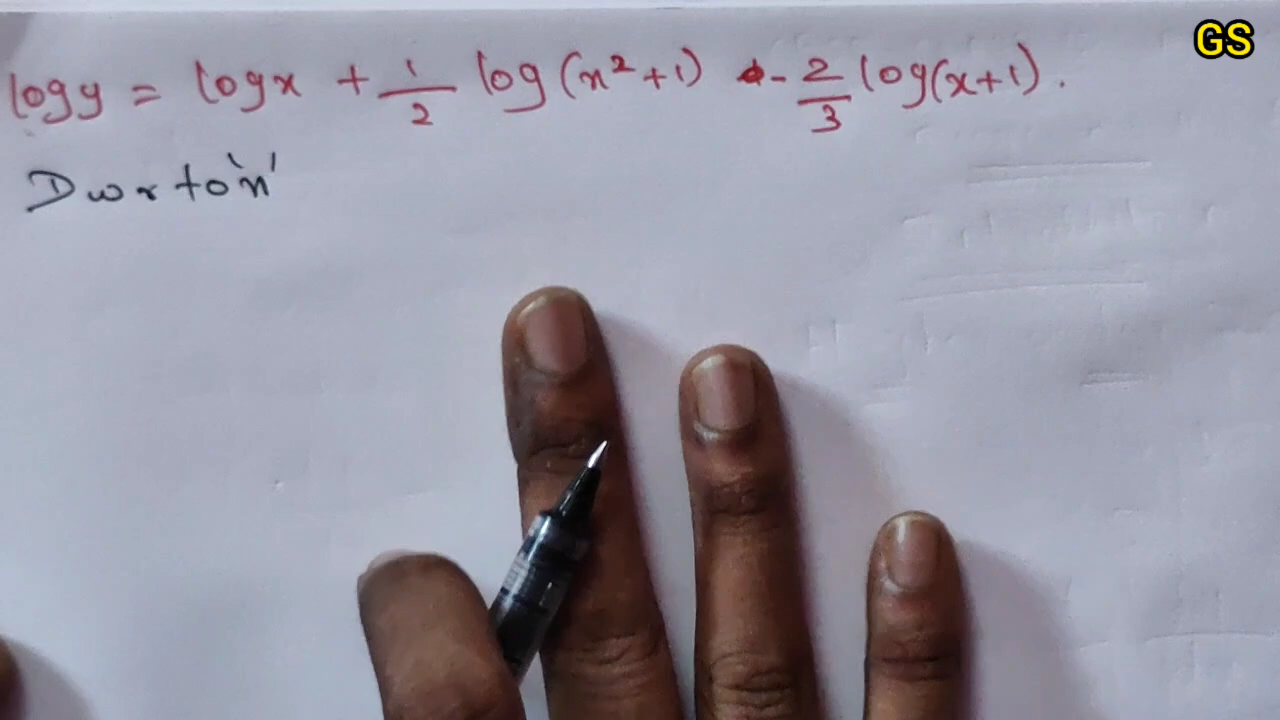 GS
log y = log x + 1/2 log (x² + 1) - 2/3 log(x+1).
D w r to 'x'